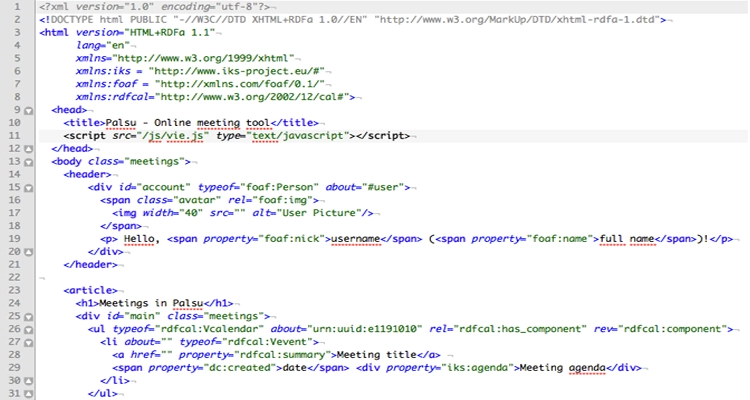 1 <?xml version="1.0" encoding="utf-8"?>
2 <!DOCTYPE html PUBLIC "-//W3C//DTD XHTML+RDFa 1.0//EN" "http://www.w3.org/MarkUp/DTD/xhtml-rdfa-1.dtd">
3 <html version="HTML+RDFa 1.1"
4 lang="en"
5 xmlns="http://www.w3.org/1999/xhtml"
6 xmlns:iks = "http://www.iks-project.eu/#"
7 xmlns:foaf = "http://xmlns.com/foaf/0.1/"
8 xmlns:rdfcal="http://www.w3.org/2002/12/cal#">
9 <head>
10 <title>Palsu - Online meeting tool</title>
11 <script src="/js/vie.js" type="text/javascript"></script>
12 </head>
13 <body class="meetings">
14 <header>
15 <div id="account" typeof="foaf:Person" about="#user">
16 <span class="avatar" rel="foaf:img">
17 <img width="40" src="" alt="User Picture"/>
18 </span>
19 <p> Hello, <span property="foaf:nick">username</span> (<span property="foaf:name">full name</span>)!</p>
20 </div>
21 </header>
22
23 <article>
24 <h1>Meetings in Palsu</h1>
25 <div id="main" class="meetings">
26 <ul typeof="rdfcal:Vcalendar" about="urn:uuid:e1191010" rel="rdfcal:has_component" rev="rdfcal:component">
27 <li about="" typeof="rdfcal:Vevent">
28 <a href="" property="rdfcal:summary">Meeting title</a>
29 <span property="dc:created">date</span> <div property="iks:agenda">Meeting agenda</div>
30 </li>
31 </ul>